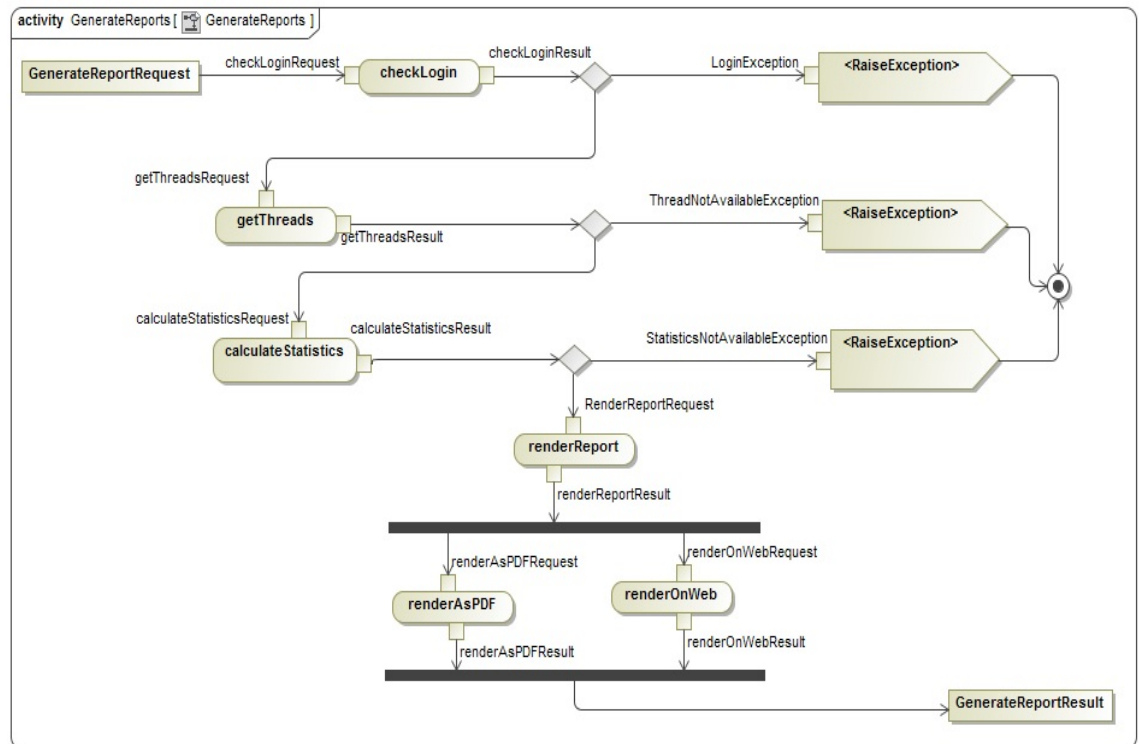 activity GenerateReports [ GenerateReports ]
checkLoginResult
checkLoginRequest
LoginException
GenerateReportRequest
checkLogin
<RaiseException>
getThreadsRequest
ThreadNotAvailableException
getThreads
<RaiseException>
getThreadsResult
calculateStatisticsRequest
calculateStatisticsResult
StatisticsNotAvailableException
calculateStatistics
<RaiseException>
RenderReportRequest
renderReport
renderReportResult
renderAsPDFRequest
renderOnWebRequest
renderAsPDF
renderOnWeb
renderAsPDFResult
renderOnWebResult
GenerateReportResult